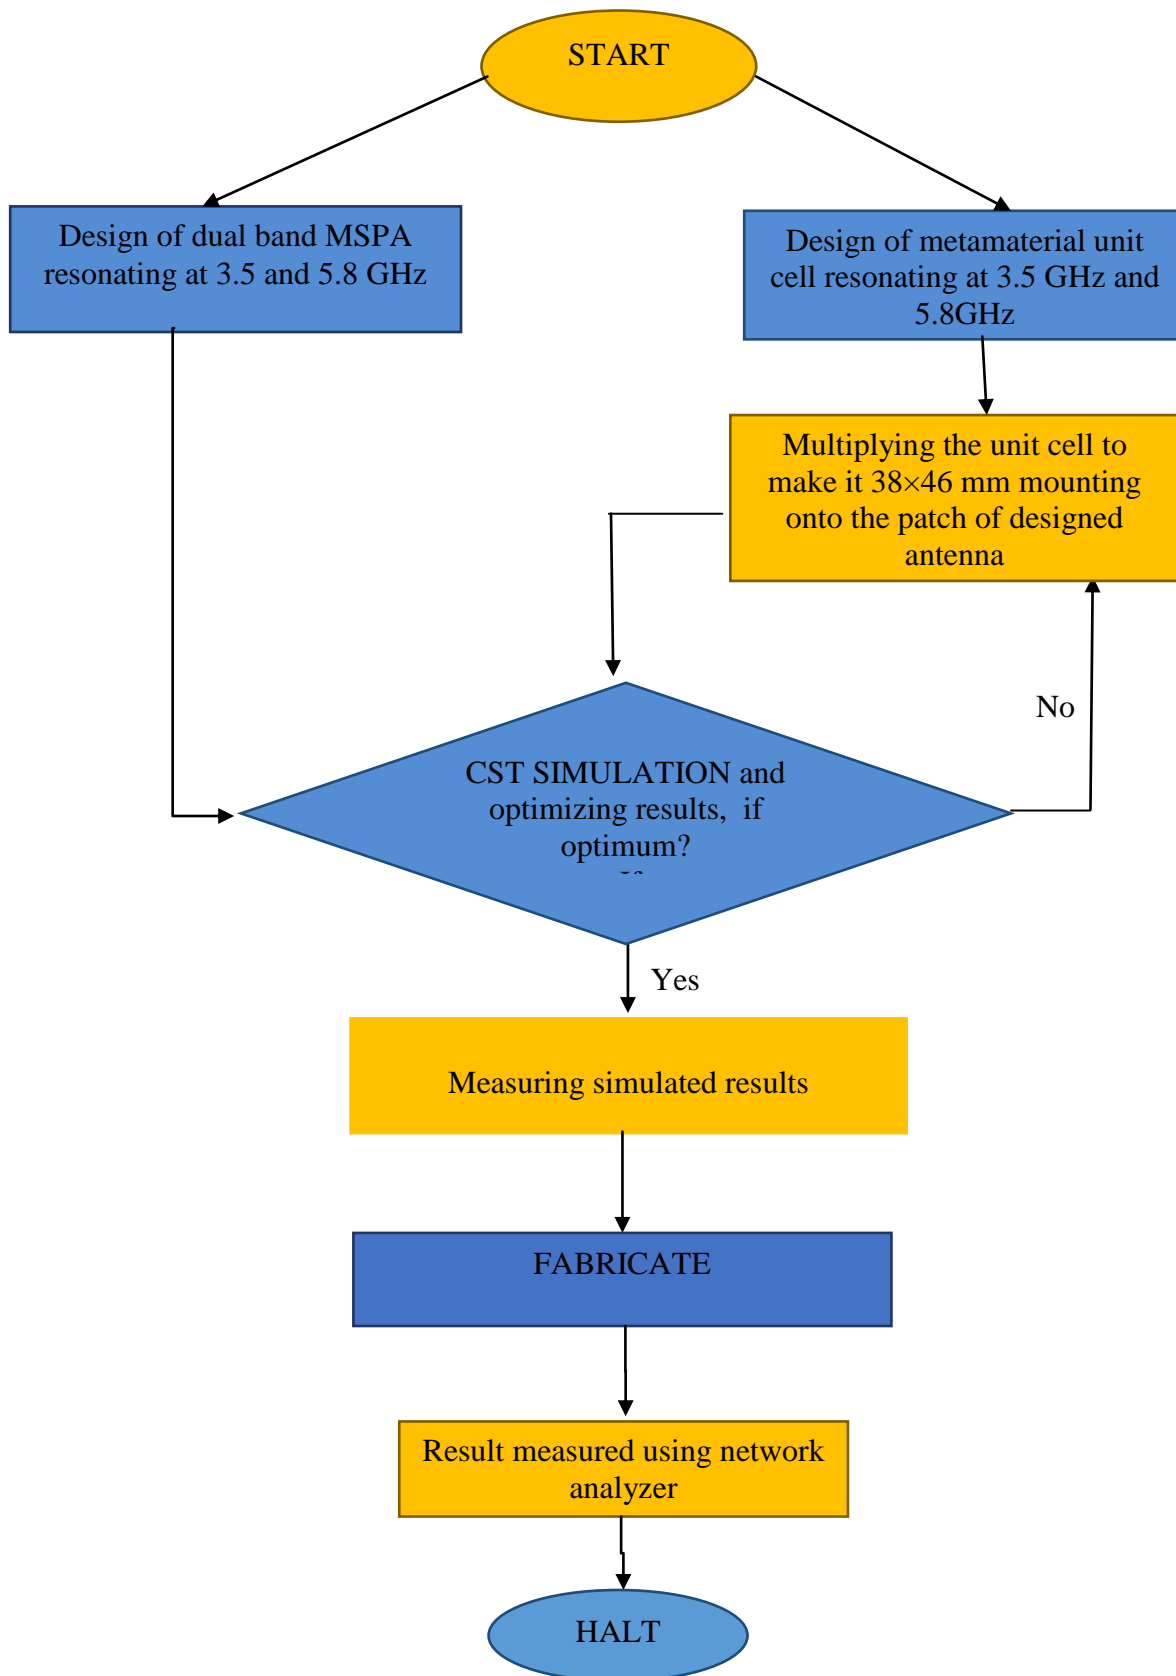 START
Design of dual band MSPA
resonating at 3.5 and 5.8 GHz
Design of metamaterial unit
cell resonating at 3.5 GHz and
5.8GHz
Multiplying the unit cell to
make it 38×46 mm mounting
onto the patch of designed
antenna
No
CST SIMULATION and
optimizing results,  if
optimum?
Yes
Measuring simulated results
FABRICATE
Result measured using network
analyzer
HALT